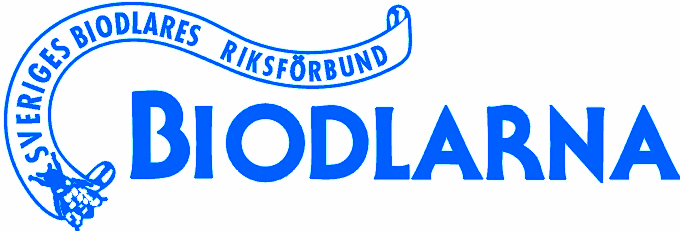 SVERIGES BIODLARES RIKSFÖRBUND
BIODLARNA